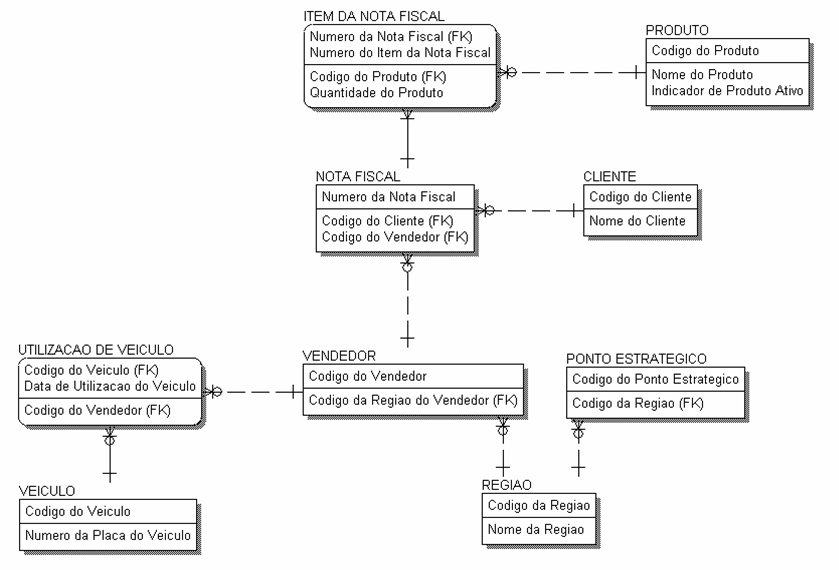 ITEM DA NOTA FISCAL
Numero da Nota Fiscal (FK)
Numero do Item da Nota Fiscal
Codigo do Produto (FK)
Quantidade do Produto
PRODUTO
Codigo do Produto
Nome do Produto
Indicador de Produto Ativo
NOTA FISCAL
Numero da Nota Fiscal
Codigo do Cliente (FK)
Codigo do Vendedor (FK)
CLIENTE
Codigo do Cliente
Nome do Cliente
UTILIZACAO DE VEICULO
Codigo do Veiculo (FK)
Data de Utilizacao do Veiculo
Codigo do Vendedor (FK)
VENDEDOR
Codigo do Vendedor
Codigo da Regiao do Vendedor (FK)
PONTO ESTRATEGICO
Codigo do Ponto Estrategico
Codigo da Regiao (FK)
VEICULO
Codigo do Veiculo
Numero da Placa do Veiculo
REGIAO
Codigo da Regiao
Nome da Regiao